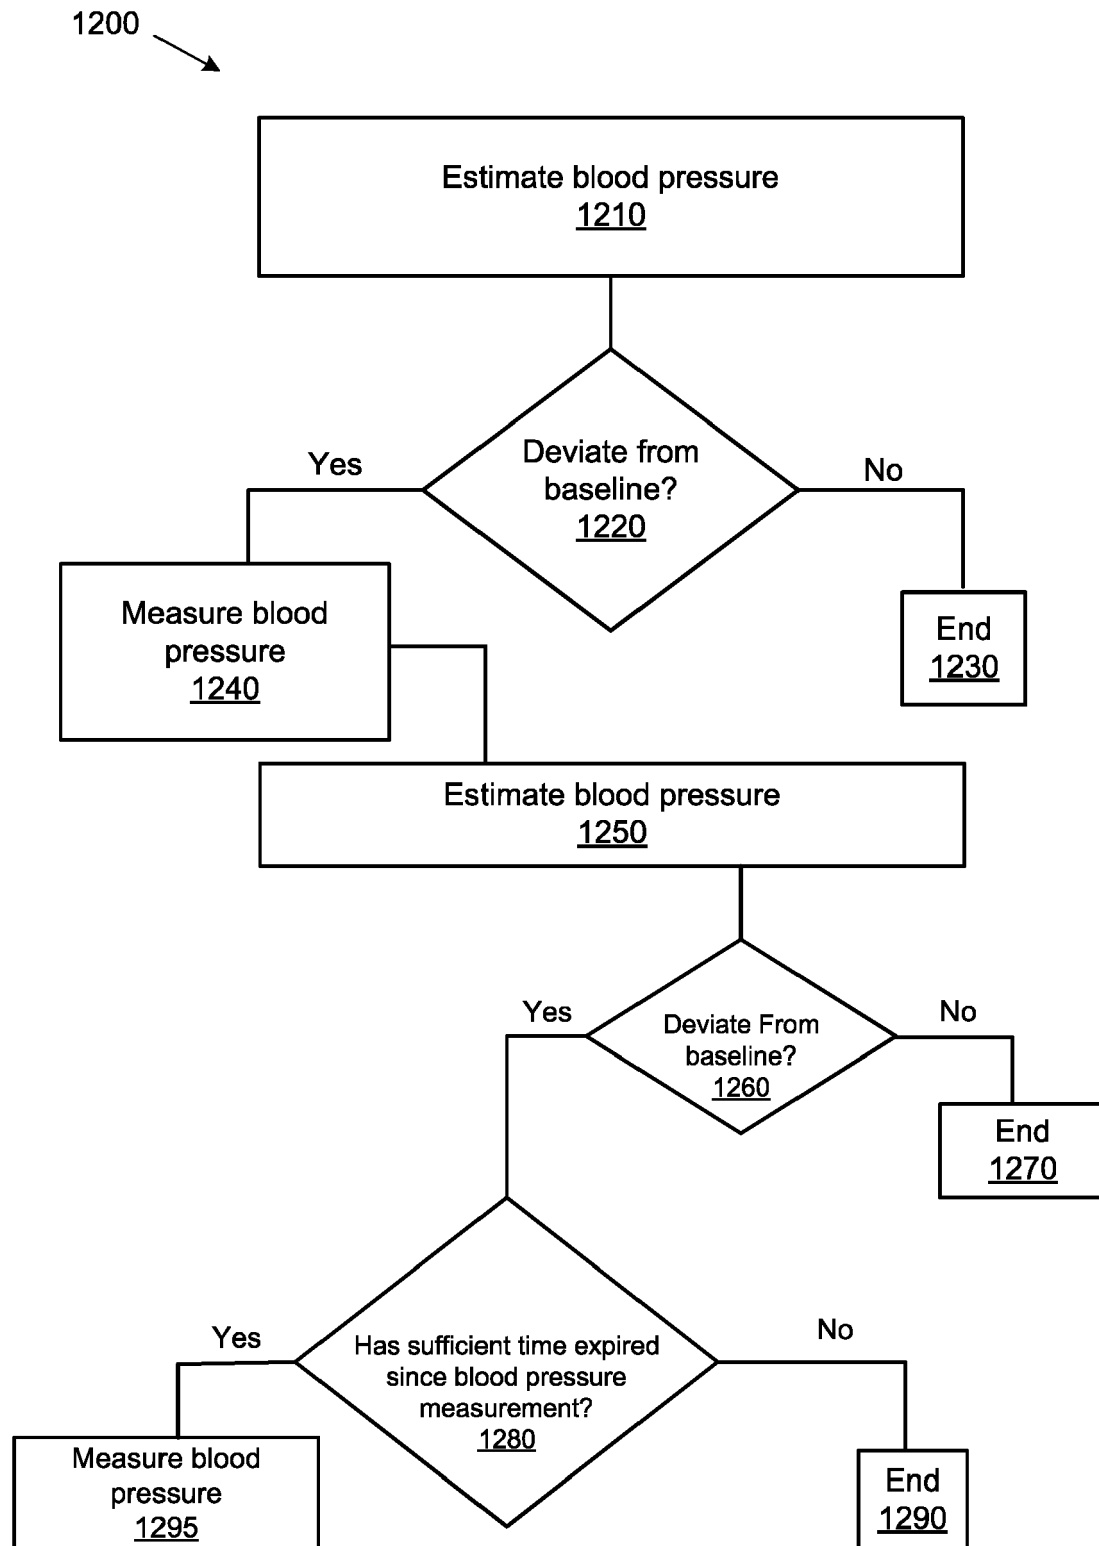 1200
Estimate blood pressure
1210
Deviate from
baseline?
1220
Yes
No
Measure blood
pressure
1240
End
1230
Estimate blood pressure
1250
Yes
No
Deviate From
baseline?
1260
End
1270
Yes
No
Has sufficient time expired
since blood pressure
measurement?
1280
Measure blood
pressure
1295
End
1290